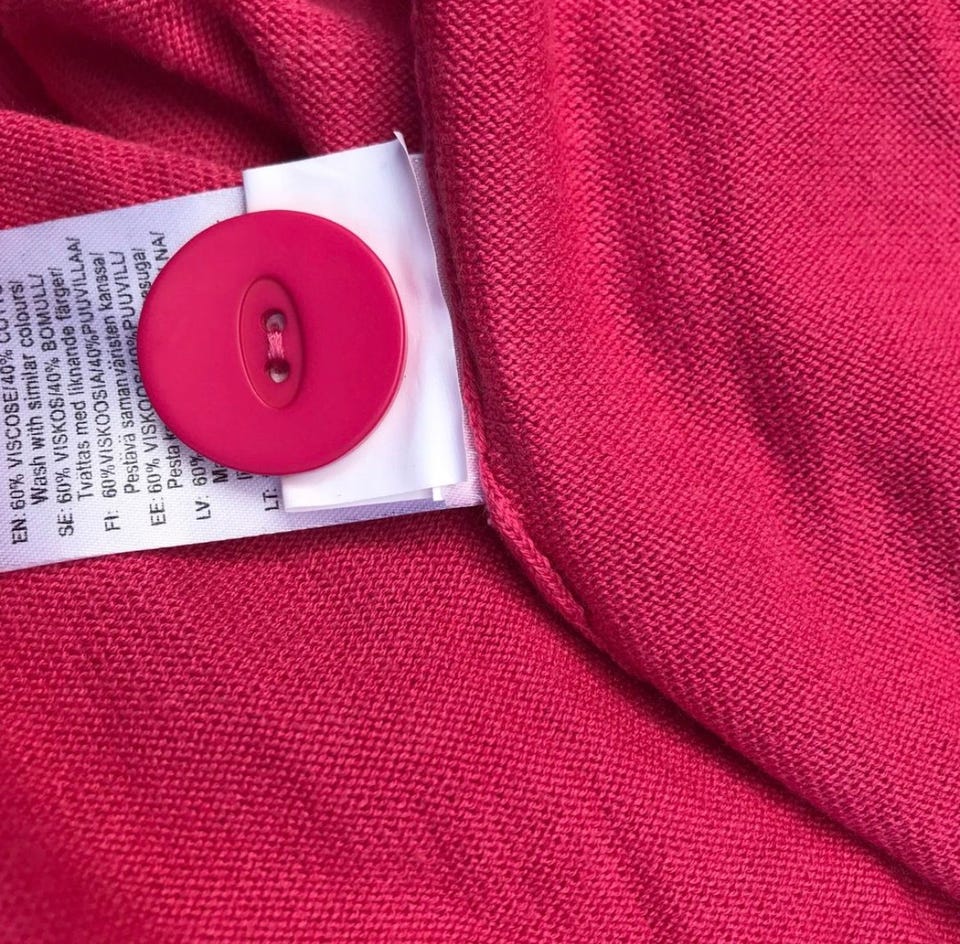 EN: 60% VISCOSE/40%
Wash with similar colours/
SE: 60% VISKOS/40% BOMULL/
Tvättas med liknande färger/
FI: 60%VISKOOSIA/40%PUUVILLAA/
Pestävä samanväristen kanssa/
EE: 60% VISKOOS/40%PUUVILL/
LV: 60%
LT: